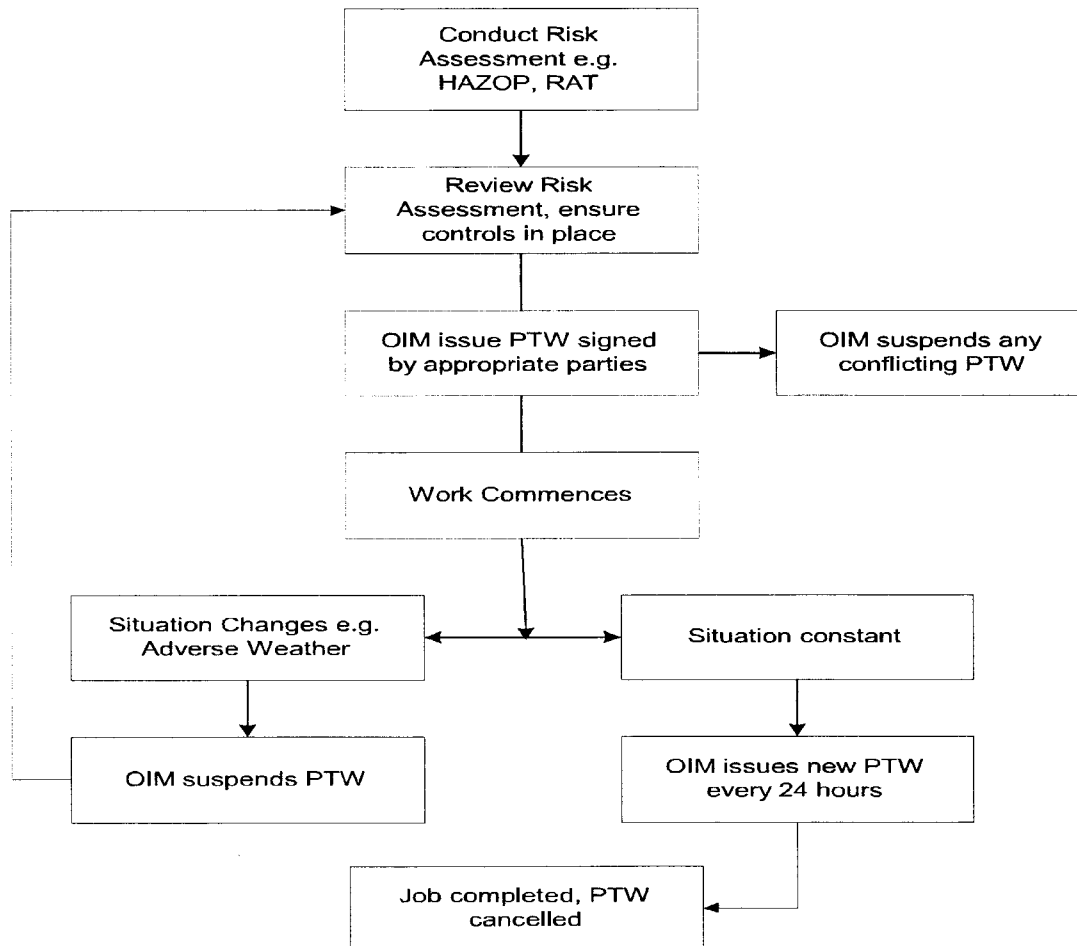 Conduct Risk
Assessment e.g.
HAZOP, RAT
Review Risk
Assessment, ensure
controls in place
OIM issue PTW signed
by appropriate parties
OIM suspends any
conflicting PTW
Work Commences
Situation Changes e.g.
Adverse Weather
Situation constant
OIM suspends PTW
OIM issues new PTW
every 24 hours
Job completed, PTW
cancelled